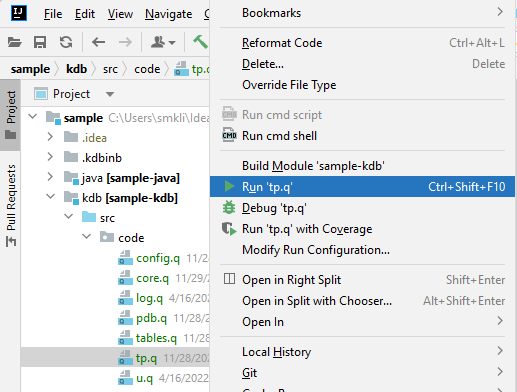 IJ File Edit View N
sample kdb src code tp.
Project
Pull Requests
Project
sample C:\Users\smkli\Idea
.idea
.kdbinb
java [sample-java]
kdb [sample-kdb]
src
code
config.q 11/28
core.q 11/29/
log.q 4/16/202
pdb.q 11/28/2
tables.q 11/28
tp.q 11/28/202
u.q 4/16/2022
Bookmarks
Reformat Code Ctrl+Alt+L
Delete... Delete
Override File Type
Run cmd script
CMD Run cmd shell
Build Module 'sample-kdb'
Run 'tp.q' Ctrl+Shift+F10
Debug 'tp.q'
Run 'tp.q' with Coverage
Modify Run Configuration...
Open in Right Split Shift+Enter
Open in Split with Chooser... Alt+Shift+Enter
Open In
Local History
Git